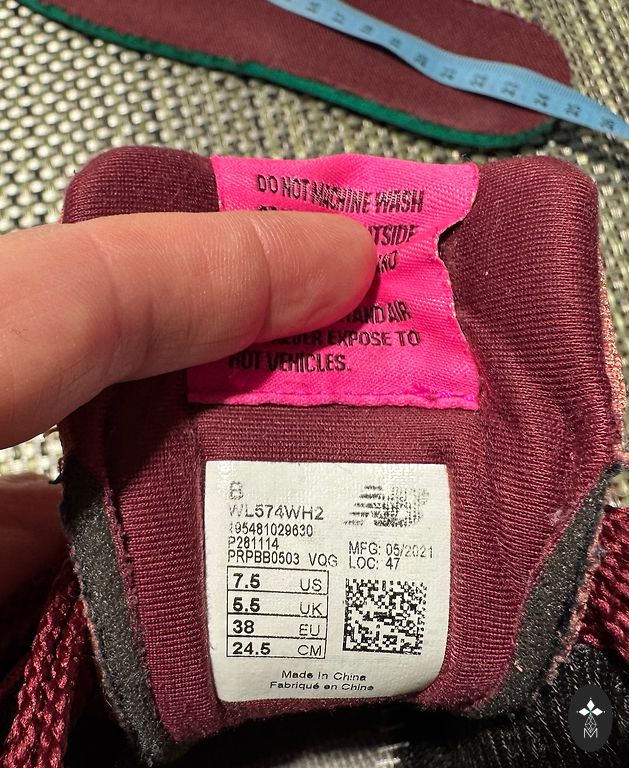 DO NOT MACHINE WASH
HAND AIR
EXPOSE TO
HOT VEHICLES.
B
WL574WH2
195481029630
P281114
PRPBB0503 VQG
MFG: 05/2021
LOC: 47
7.5 US
5.5 UK
38 EU
24.5 CM
Made in China
Fabriqué en Chine
M